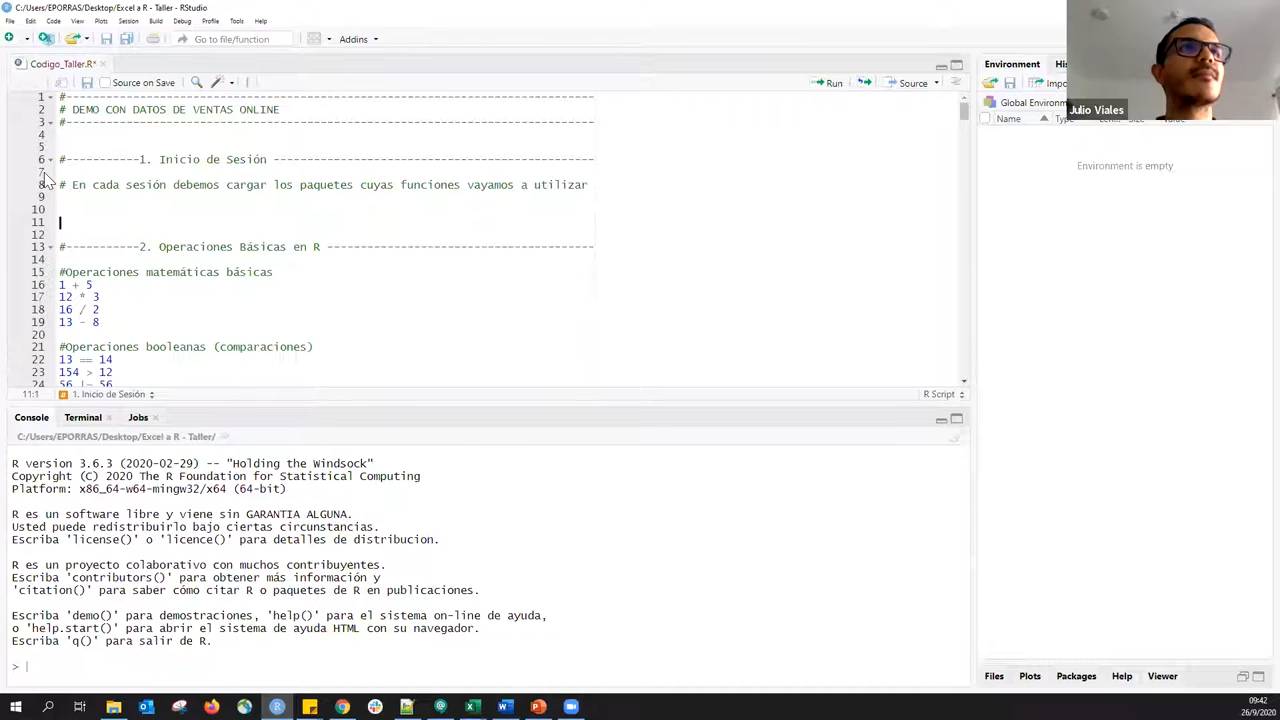 C:/Users/EPORRAS/Desktop/Excel a R - Taller - RStudio
File Edit Code View Plots Session Build Debug Profile Tools Help
Go to file/function Addins
Codigo_Taller.R*
Source on Save Run Source
1 #-------------------------------------------------------------------------------
2 # DEMO CON DATOS DE VENTAS ONLINE
3 #-------------------------------------------------------------------------------
4
5
6 #-----------1. Inicio de Sesión ------------------------------------------------
7
8 # En cada sesión debemos cargar los paquetes cuyas funciones vayamos a utilizar
9
10
11
12
13 #-----------2. Operaciones Básicas en R ----------------------------------------
14
15 #Operaciones matemáticas básicas
16 1 + 5
17 12 * 3
18 16 / 2
19 13 - 8
20
21 #Operaciones booleanas (comparaciones)
22 13 == 14
23 154 > 12
24 56 != 56
11:1 1. Inicio de Sesión R Script
Console Terminal Jobs
C:/Users/EPORRAS/Desktop/Excel a R - Taller/
R version 3.6.3 (2020-02-29) -- "Holding the Windsock"
Copyright (C) 2020 The R Foundation for Statistical Computing
Platform: x86_64-w64-mingw32/x64 (64-bit)
R es un software libre y viene sin GARANTIA ALGUNA.
Usted puede redistribuirlo bajo ciertas circunstancias.
Escriba 'license()' o 'licence()' para detalles de distribucion.
R es un proyecto colaborativo con muchos contribuyentes.
Escriba 'contributors()' para obtener más información y
'citation()' para saber cómo citar R o paquetes de R en publicaciones.
Escriba 'demo()' para demostraciones, 'help()' para el sistema on-line de ayuda,
o 'help.start()' para abrir el sistema de ayuda HTML con su navegador.
Escriba 'q()' para salir de R.
>
Environment His
Impo
Global Environ
Julio Viales
Name Type
Environment is empty
Files Plots Packages Help Viewer
09:42
26/9/2020